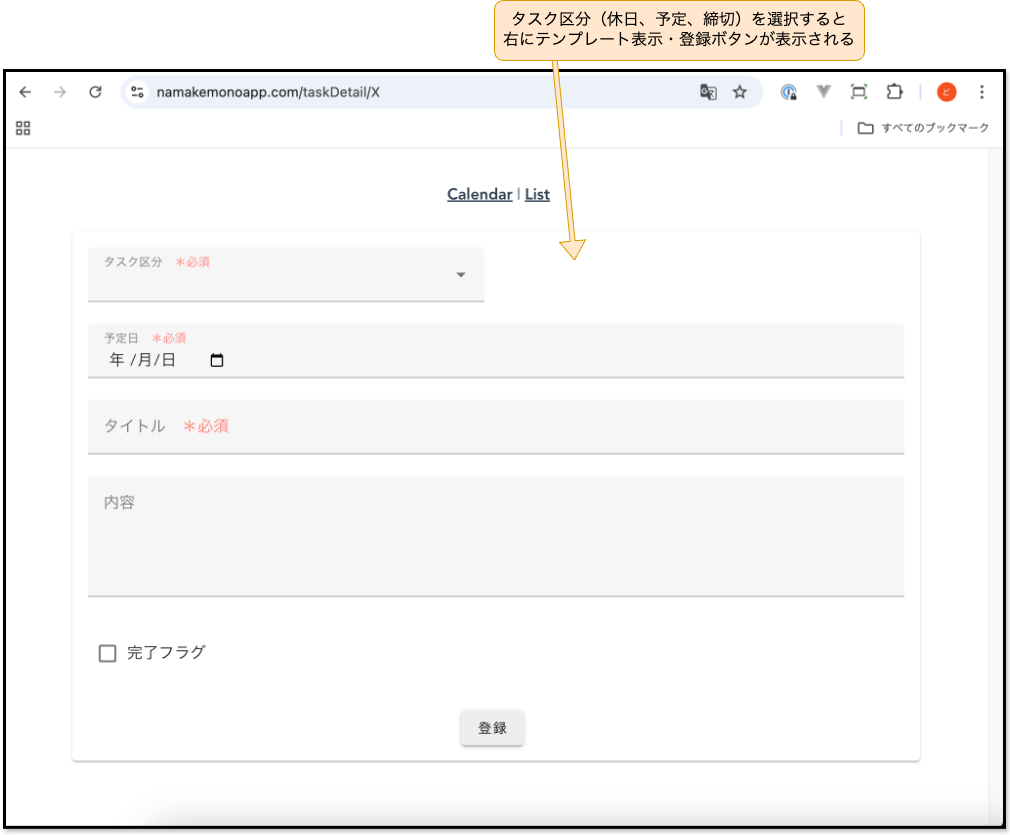 タスク区分（休日、予定、締切）を選択すると
右にテンプレート表示・登録ボタンが表示される
namakemonoapp.com/taskDetail/X
ビ
すべてのブックマーク
Calendar | List
タスク区分 ＊必須
予定日 ＊必須
年 /月/日
タイトル ＊必須
内容
完了フラグ
登録